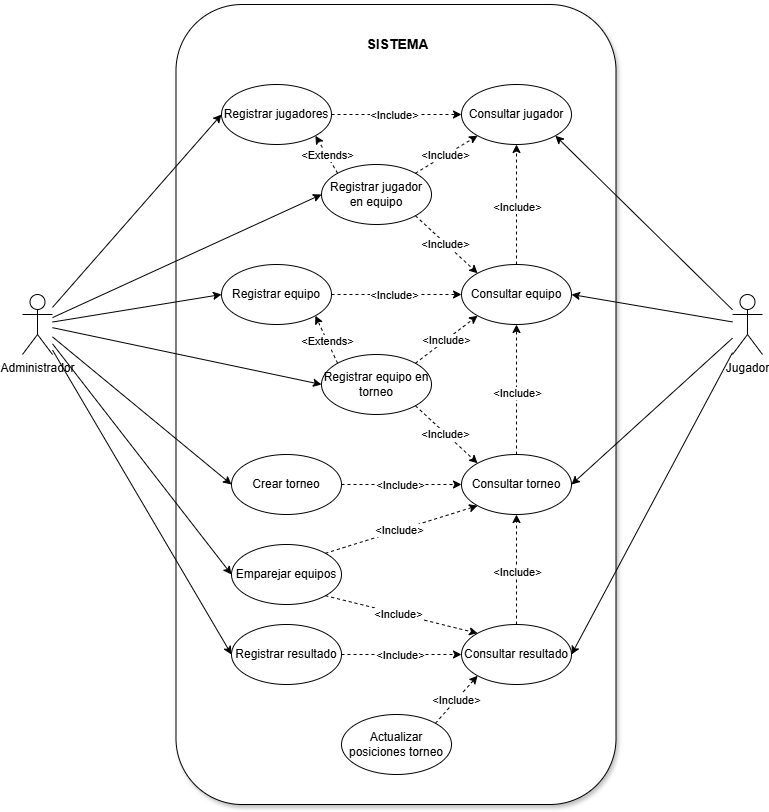 SISTEMA
Registrar jugadores
<Include>
Consultar jugador
<Extends>
<Include>
Registrar jugador
en equipo
<Include>
<Include>
Registrar equipo
<Include>
Consultar equipo
<Extends>
<Include>
Administrador
Jugador
Registrar equipo en
torneo
<Include>
<Include>
Crear torneo
<Include>
Consultar torneo
<Include>
Emparejar equipos
<Include>
<Include>
Registrar resultado
<Include>
Consultar resultado
<Include>
Actualizar
posiciones torneo